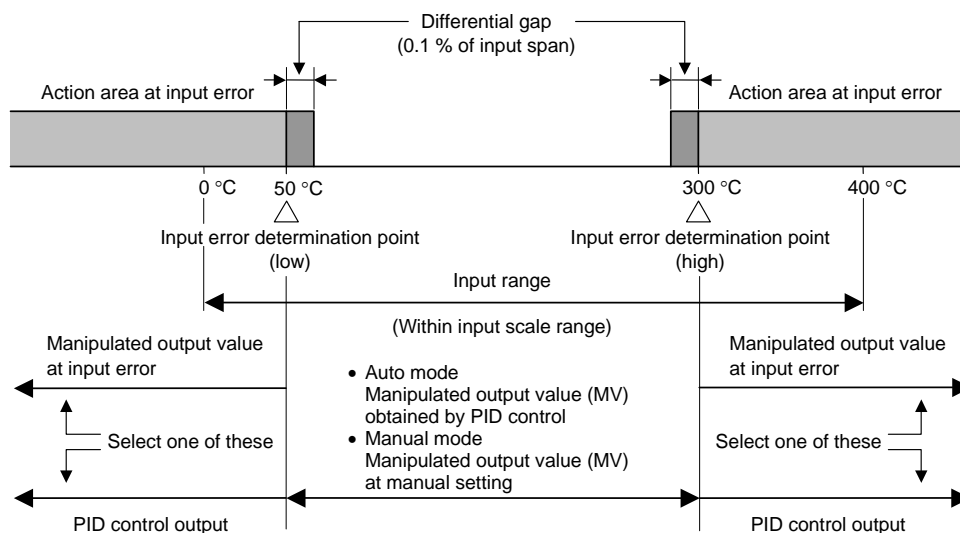 Differential gap
(0.1 % of input span)
Action area at input error
Action area at input error
0 °C
50 °C
300 °C
400 °C
Input error determination point
(low)
Input error determination point
(high)
Input range
(Within input scale range)
Manipulated output value
at input error
Manipulated output value
at input error
• Auto mode
Manipulated output value (MV)
obtained by PID control
• Manual mode
Manipulated output value (MV)
at manual setting
Select one of these
Select one of these
PID control output
PID control output